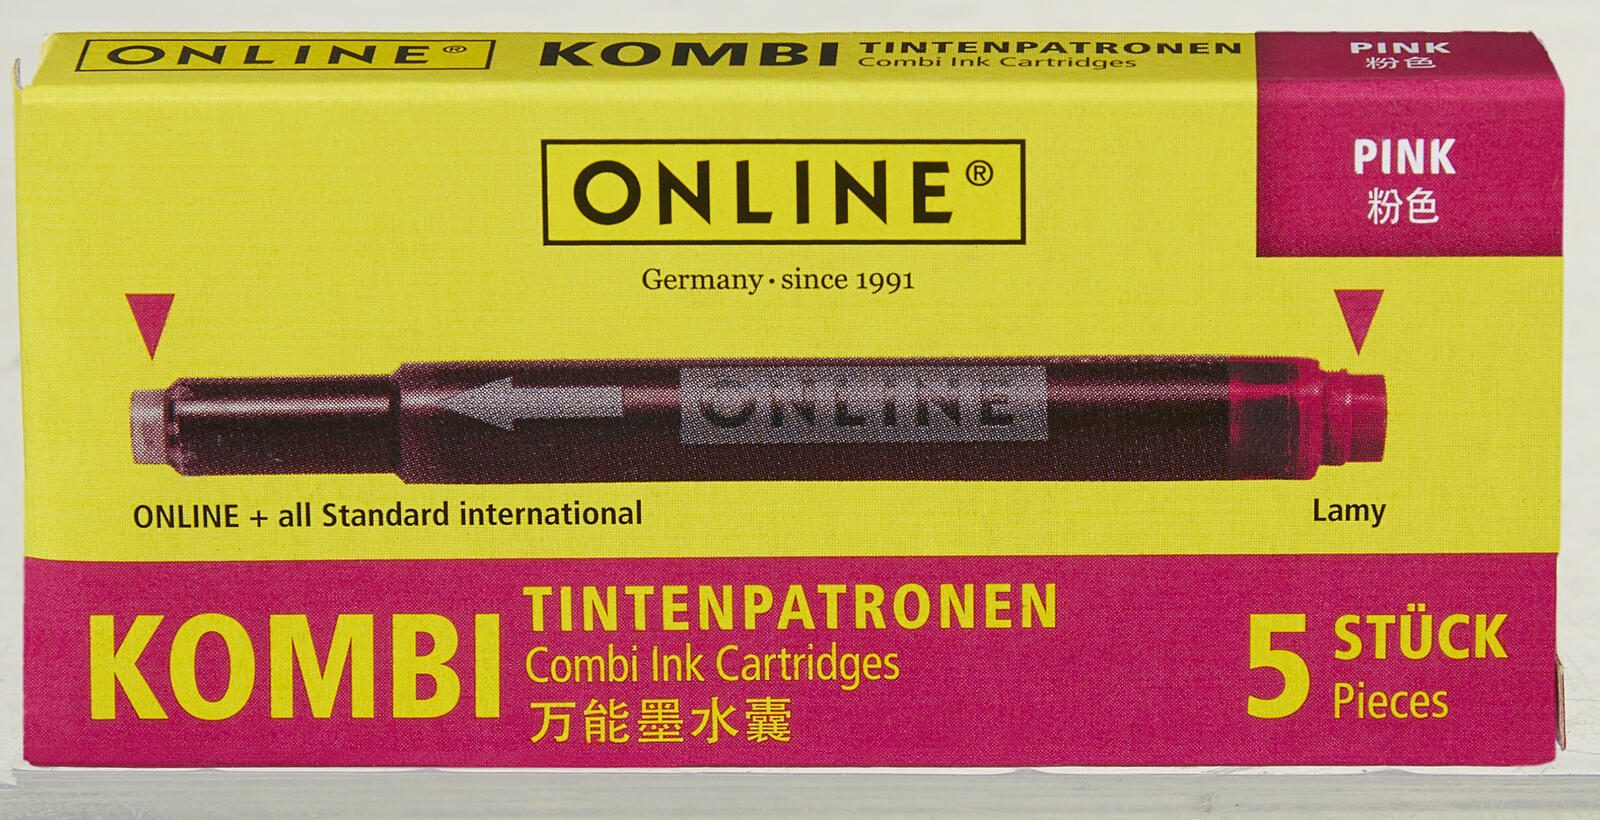 ONLINE®
KOMBI TINTENPATRONEN
Combi Ink Cartridges
PINK
粉色
ONLINE®
Germany · since 1991
PINK
粉色
ONLINE
ONLINE + all Standard international
Lamy
KOMBI TINTENPATRONEN
Combi Ink Cartridges
万能墨水囊
5 STÜCK
Pieces